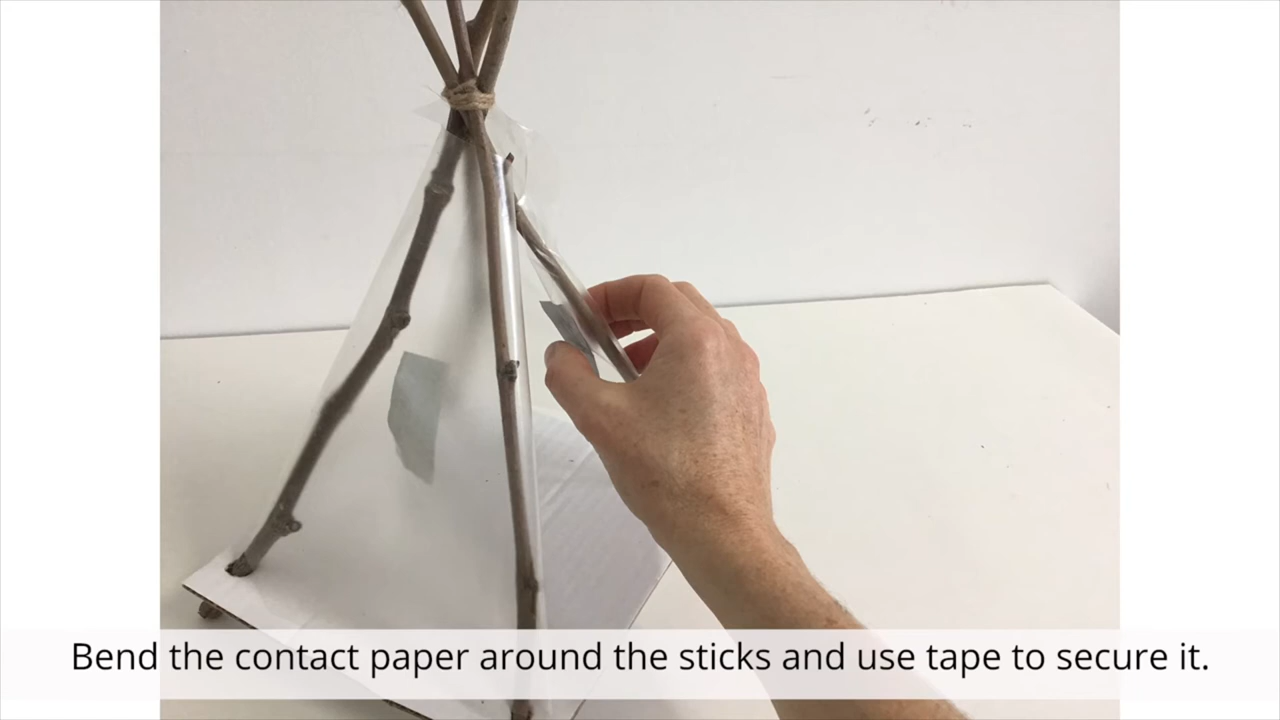 Bend the contact paper around the sticks and use tape to secure it.